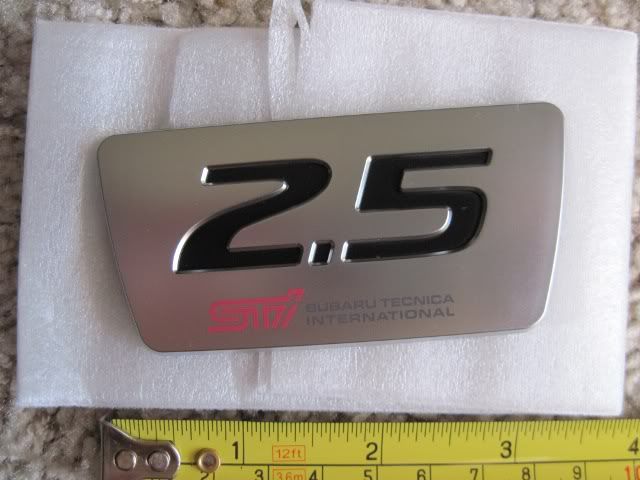 2.5
STi SUBARU TECNICA
INTERNATIONAL
1 12ft 2 3 4
2 3 3.6m 4 5 6 7 8 9 10